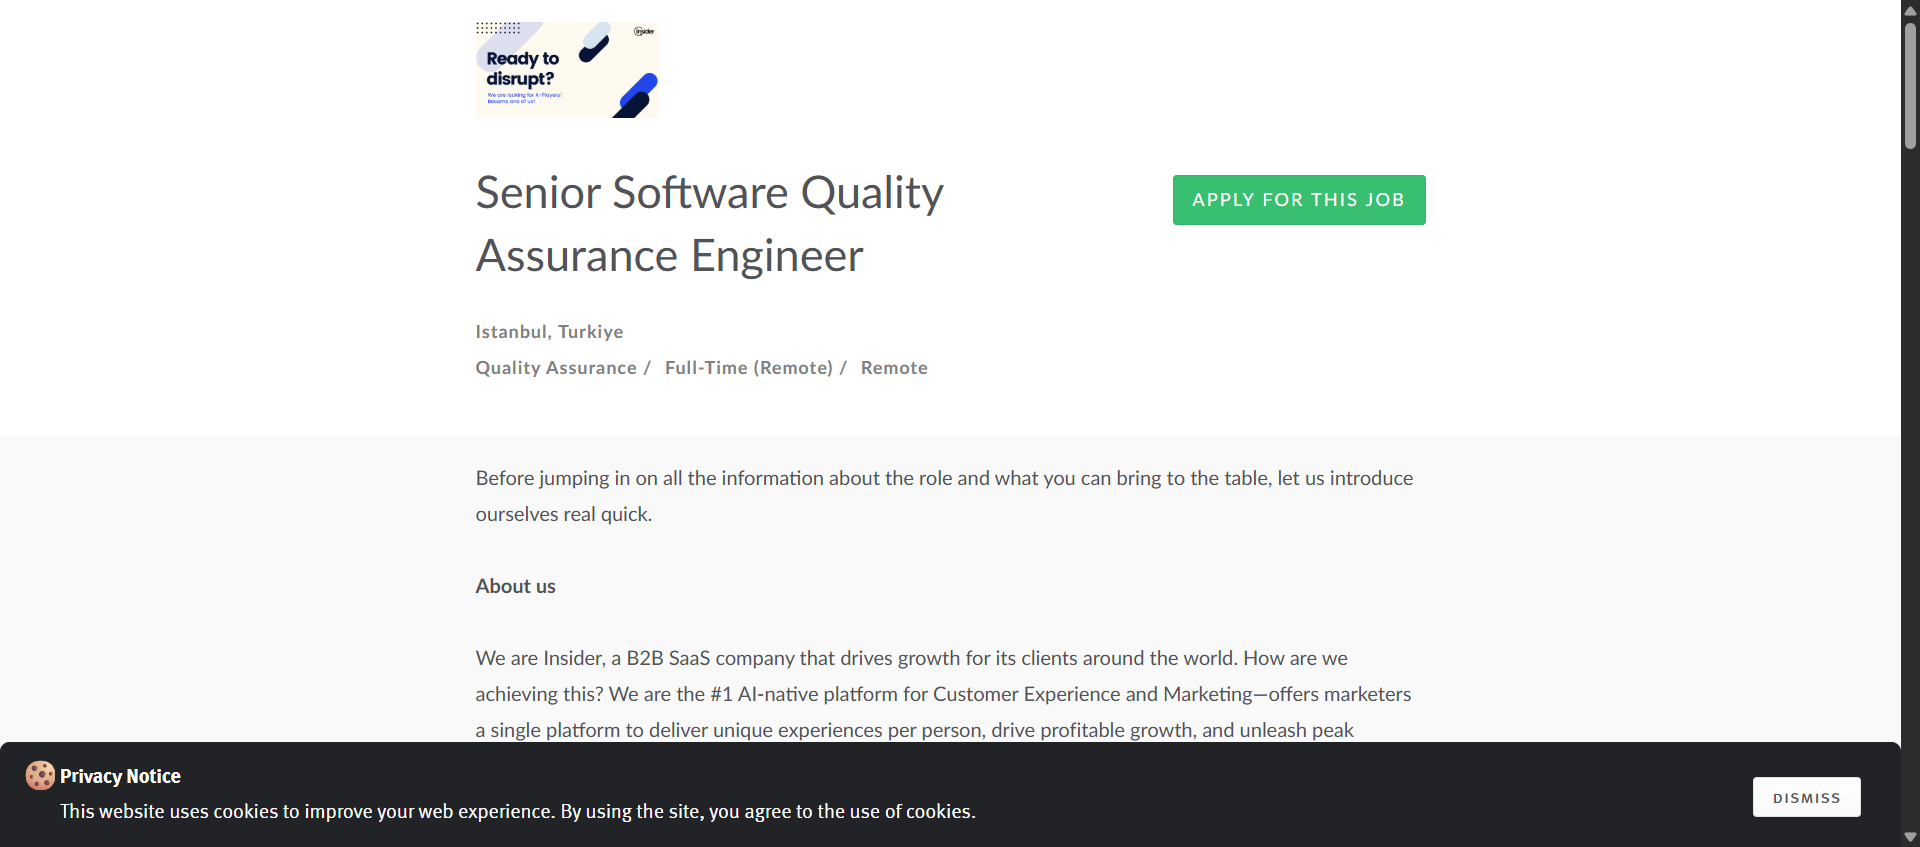 Insider
Ready to
disrupt?
We are looking for A-Players!
Become one of us!
Senior Software Quality
Assurance Engineer
APPLY FOR THIS JOB
Istanbul, Turkiye
Quality Assurance / Full-Time (Remote) / Remote
Before jumping in on all the information about the role and what you can bring to the table, let us introduce
ourselves real quick.
About us
We are Insider, a B2B SaaS company that drives growth for its clients around the world. How are we
achieving this? We are the #1 AI-native platform for Customer Experience and Marketing—offers marketers
a single platform to deliver unique experiences per person, drive profitable growth, and unleash peak
Privacy Notice
This website uses cookies to improve your web experience. By using the site, you agree to the use of cookies.
DISMISS